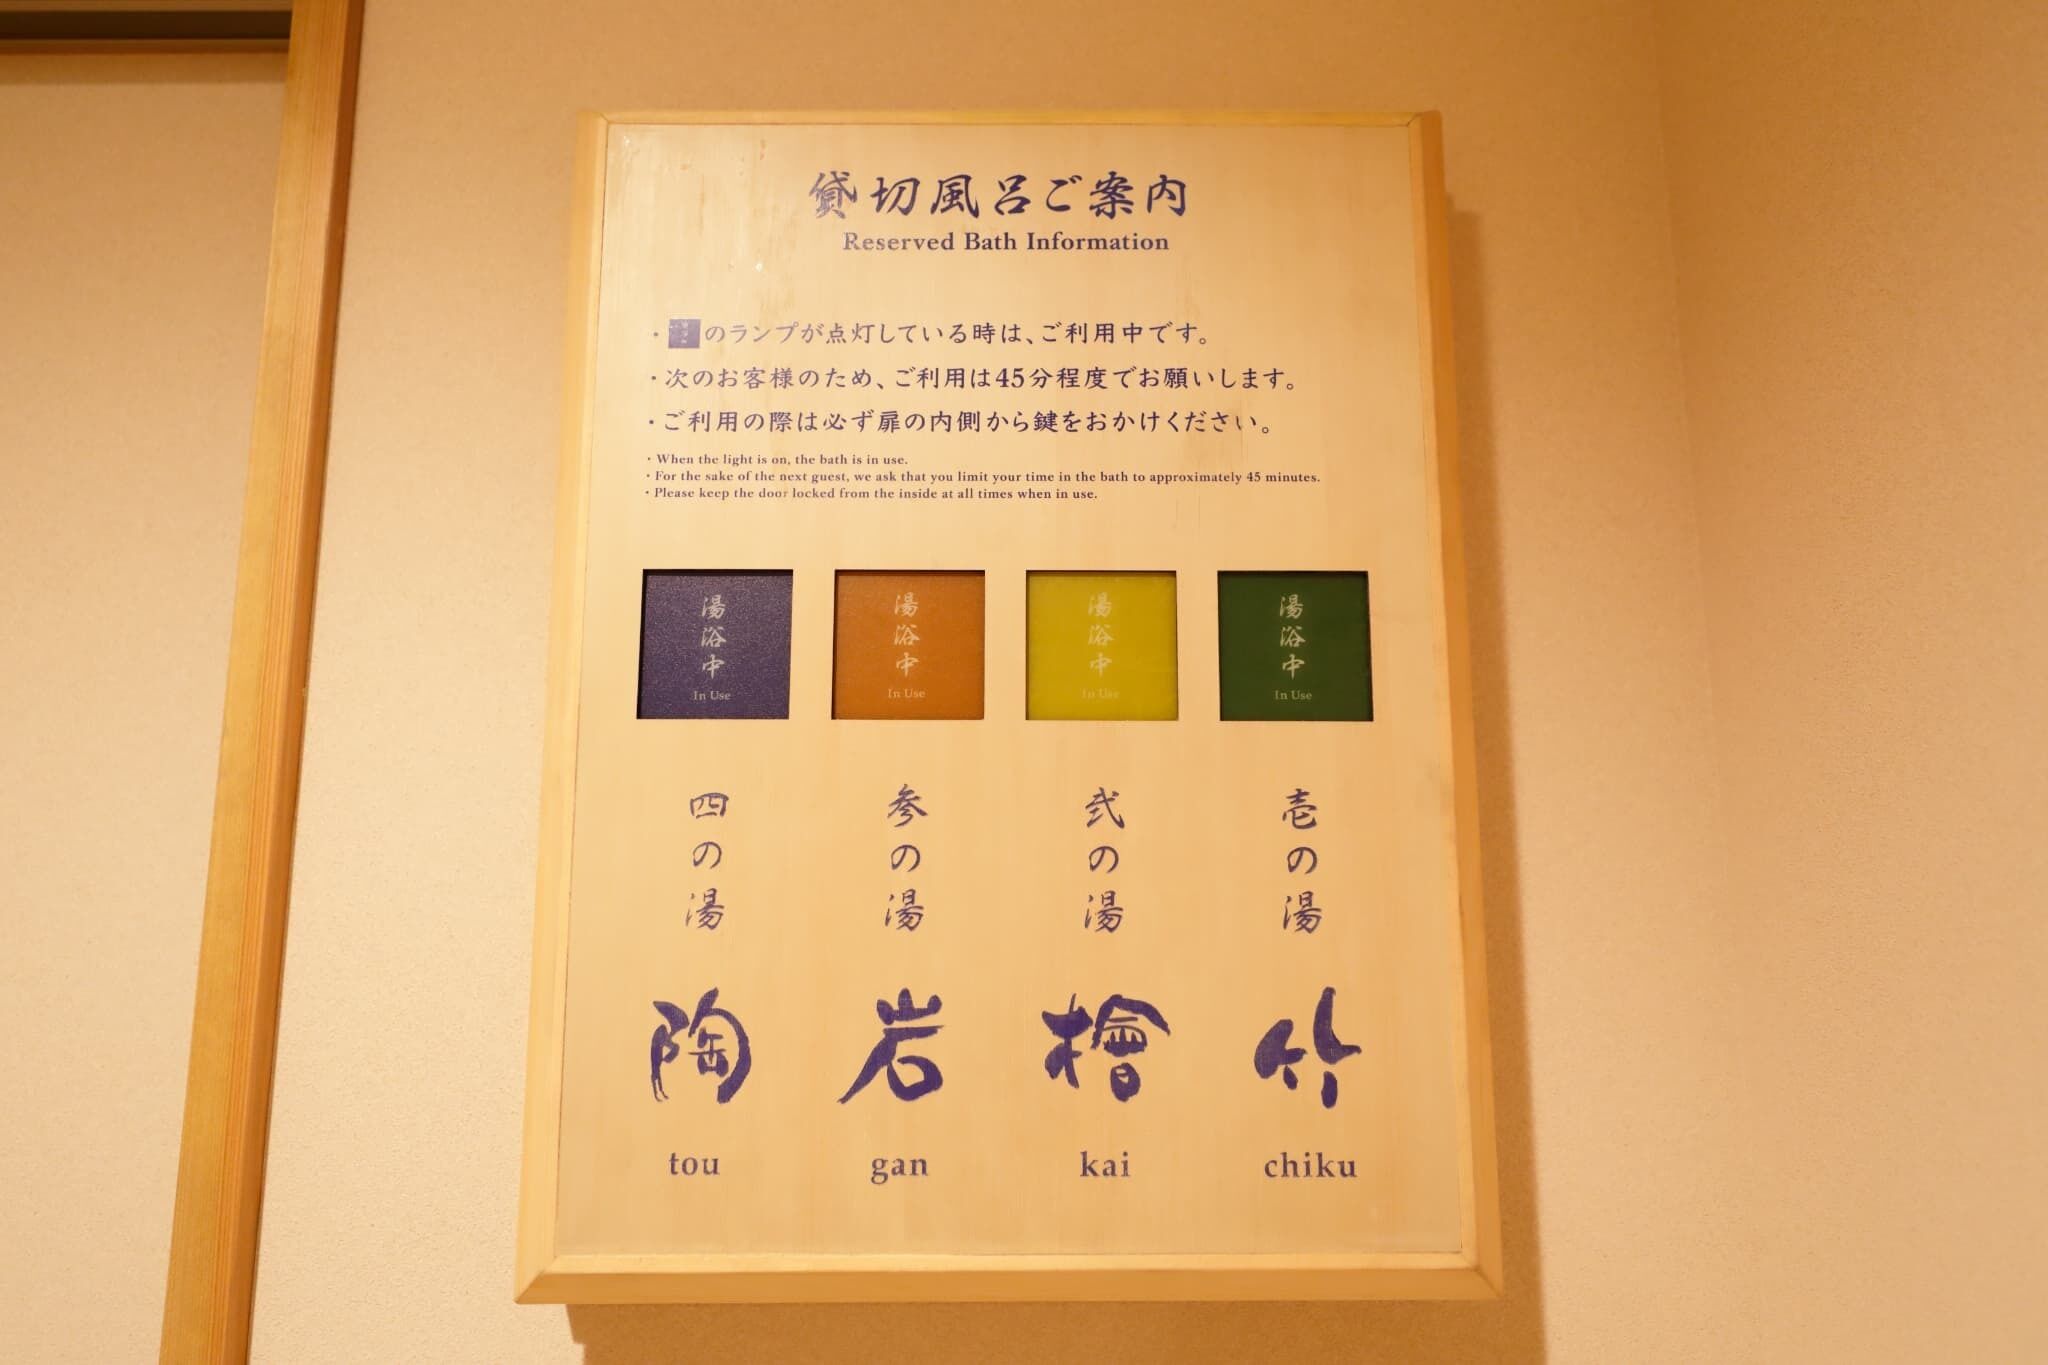 貸切風呂ご案内
Reserved Bath Information
・のランプが点灯している時は、ご利用中です。
・次のお客様のため、ご利用は45分程度でお願いします。
・ご利用の際は必ず扉の内側から鍵をおかけください。
・When the light is on, the bath is in use.
・For the sake of the next guest, we ask that you limit your time in the bath to approximately 45 minutes.
・Please keep the door locked from the inside at all times when in use.
湯浴中
In Use
湯浴中
In Use
湯浴中
In Use
湯浴中
In Use
四の湯
参の湯
弐の湯
壱の湯
陶
岩
檜
竹
tou
gan
kai
chiku